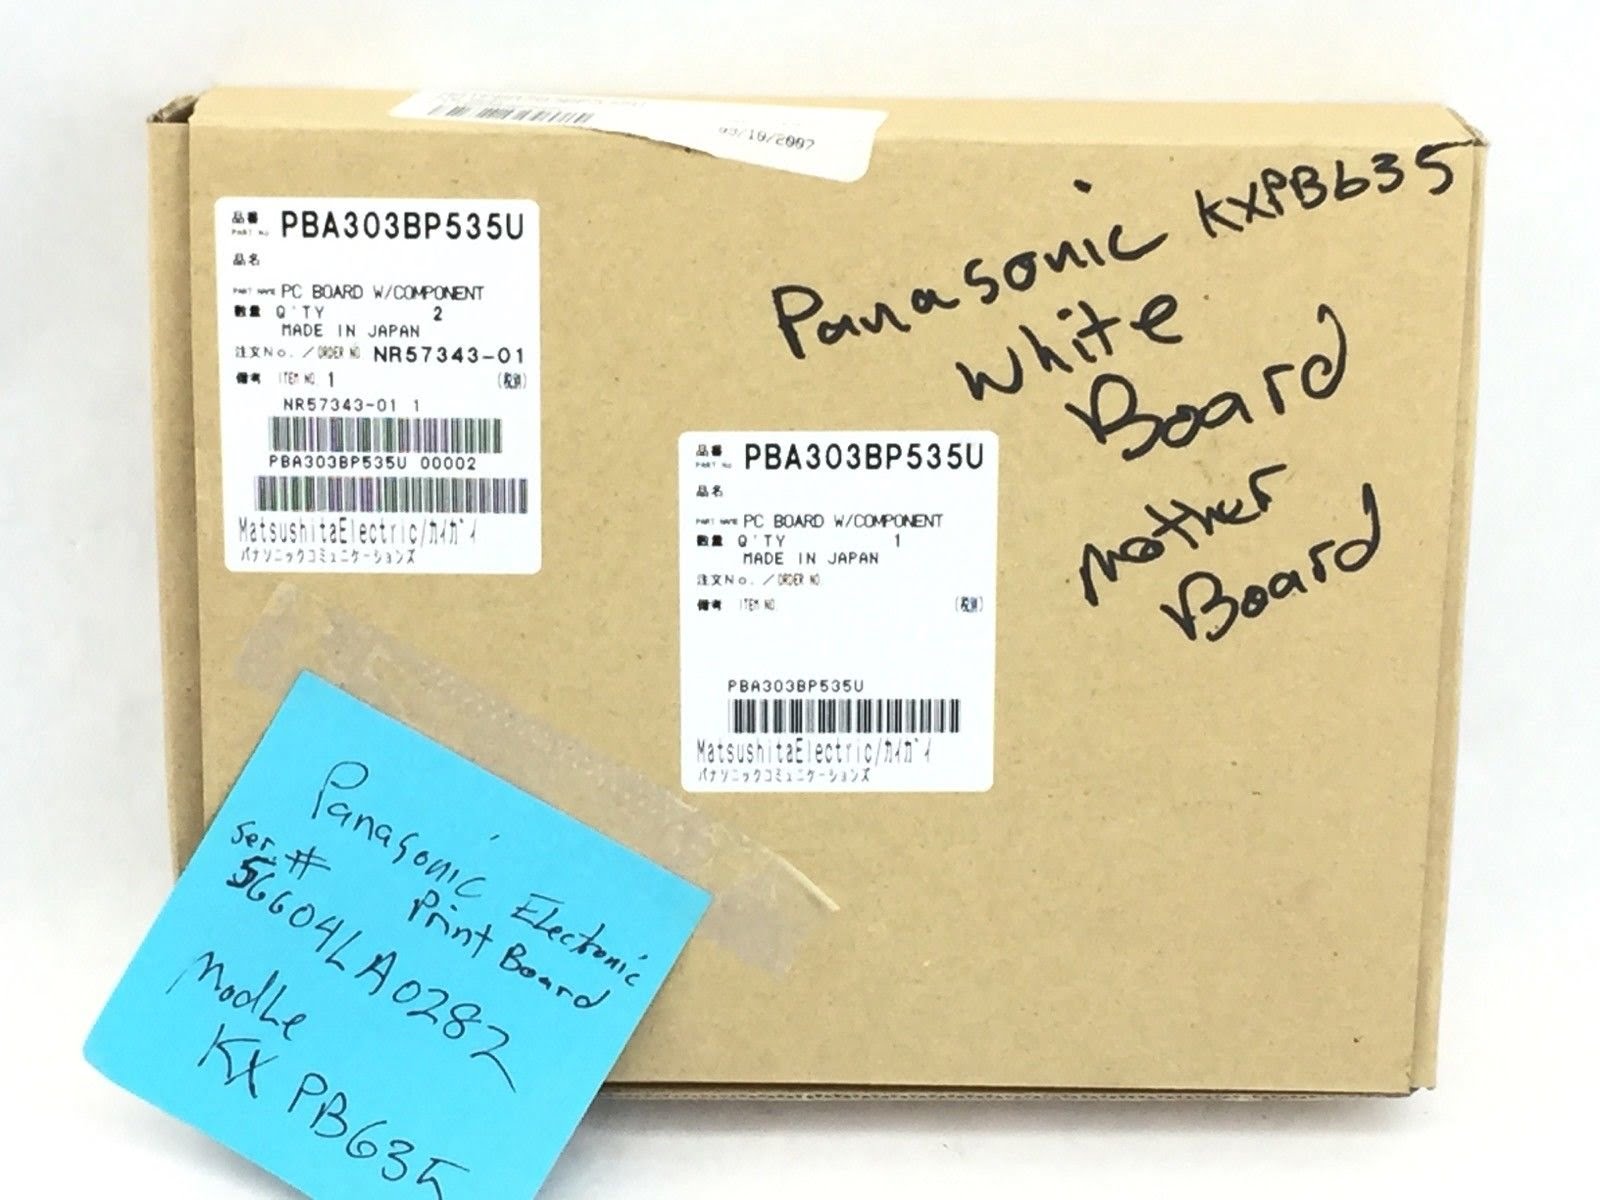 03/10/2007
品番
PART No. PBA303BP535U
品名
PART NAME PC BOARD W/COMPONENT
数量 Q'TY 2
MADE IN JAPAN
注文No./ORDER NO. NR57343-01
備考 ITEM NO. 1 (税別)
NR57343-01 1
PBA303BP535U 00002
MatsushitaElectric/カイガイ
パナソニックコミュニケーションズ
品番
PART No. PBA303BP535U
品名
PART NAME PC BOARD W/COMPONENT
数量 Q'TY 1
MADE IN JAPAN
注文No./ORDER NO.
備考 ITEM NO. (税別)
PBA303BP535U
MatsushitaElectric/カイガイ
パナソニックコミュニケーションズ
Panasonic KXPB635
White
Board
Mother
Board
Panasonic Electronic
Print Board
Ser. #
56604LA0282
ModLe
KX PB635